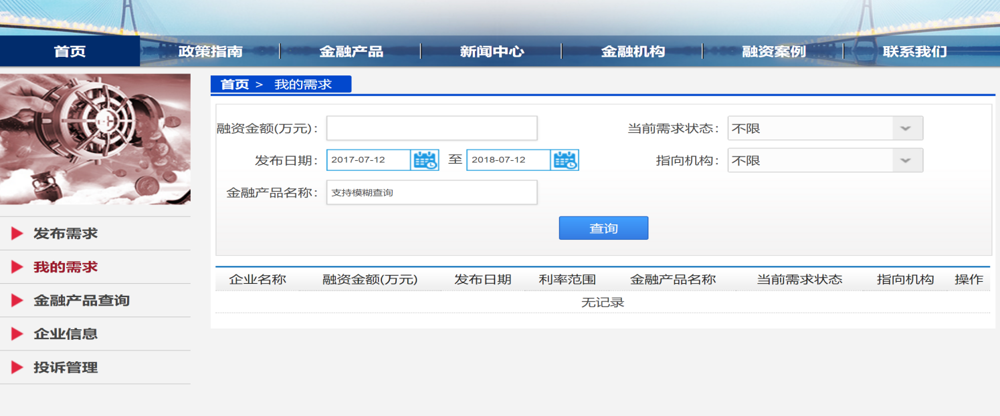 首页 政策指南 金融产品 新闻中心 金融机构 融资案例 联系我们
首页 > 我的需求
融资金额(万元): 当前需求状态: 不限
发布日期: 2017-07-12 至 2018-07-12 指向机构: 不限
金融产品名称: 支持模糊查询
查询
发布需求
我的需求
金融产品查询
企业信息
投诉管理
企业名称 融资金额(万元) 发布日期 利率范围 金融产品名称 当前需求状态 指向机构 操作
无记录